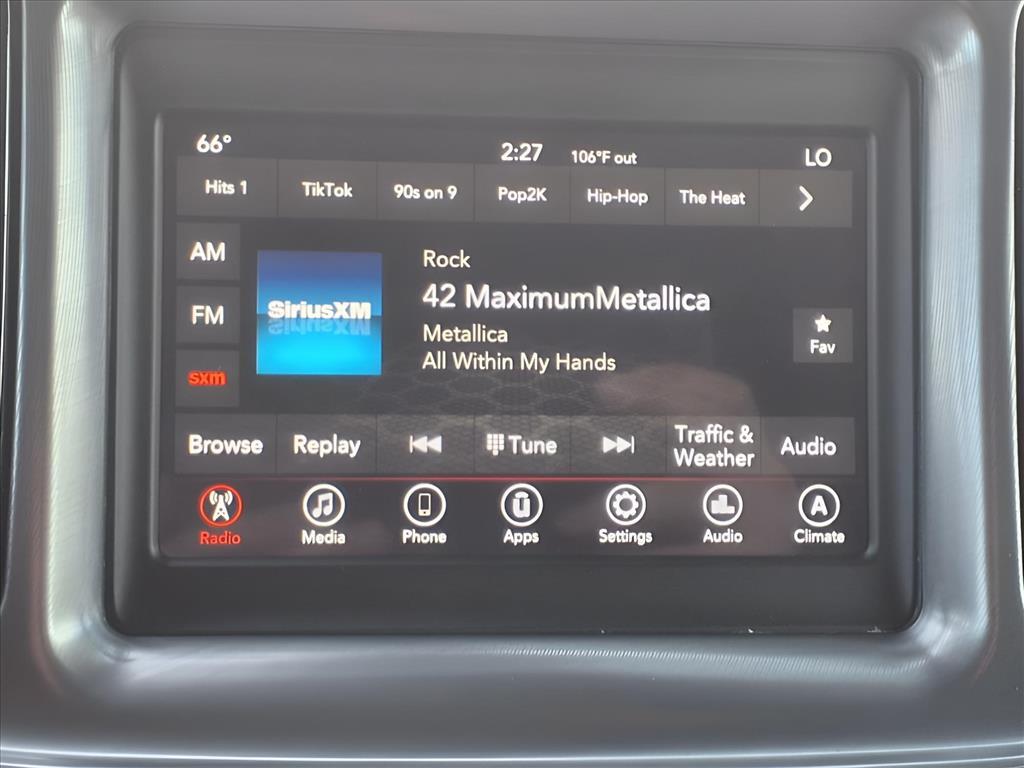 66° 2:27 106°F out LO
Hits 1 TikTok 90s on 9 Pop2K Hip-Hop The Heat
AM
FM
sxm
SiriusXM
Rock
42 MaximumMetallica
Metallica
All Within My Hands
Fav
Browse Replay Tune Traffic & Weather Audio
Radio Media Phone Apps Settings Audio Climate